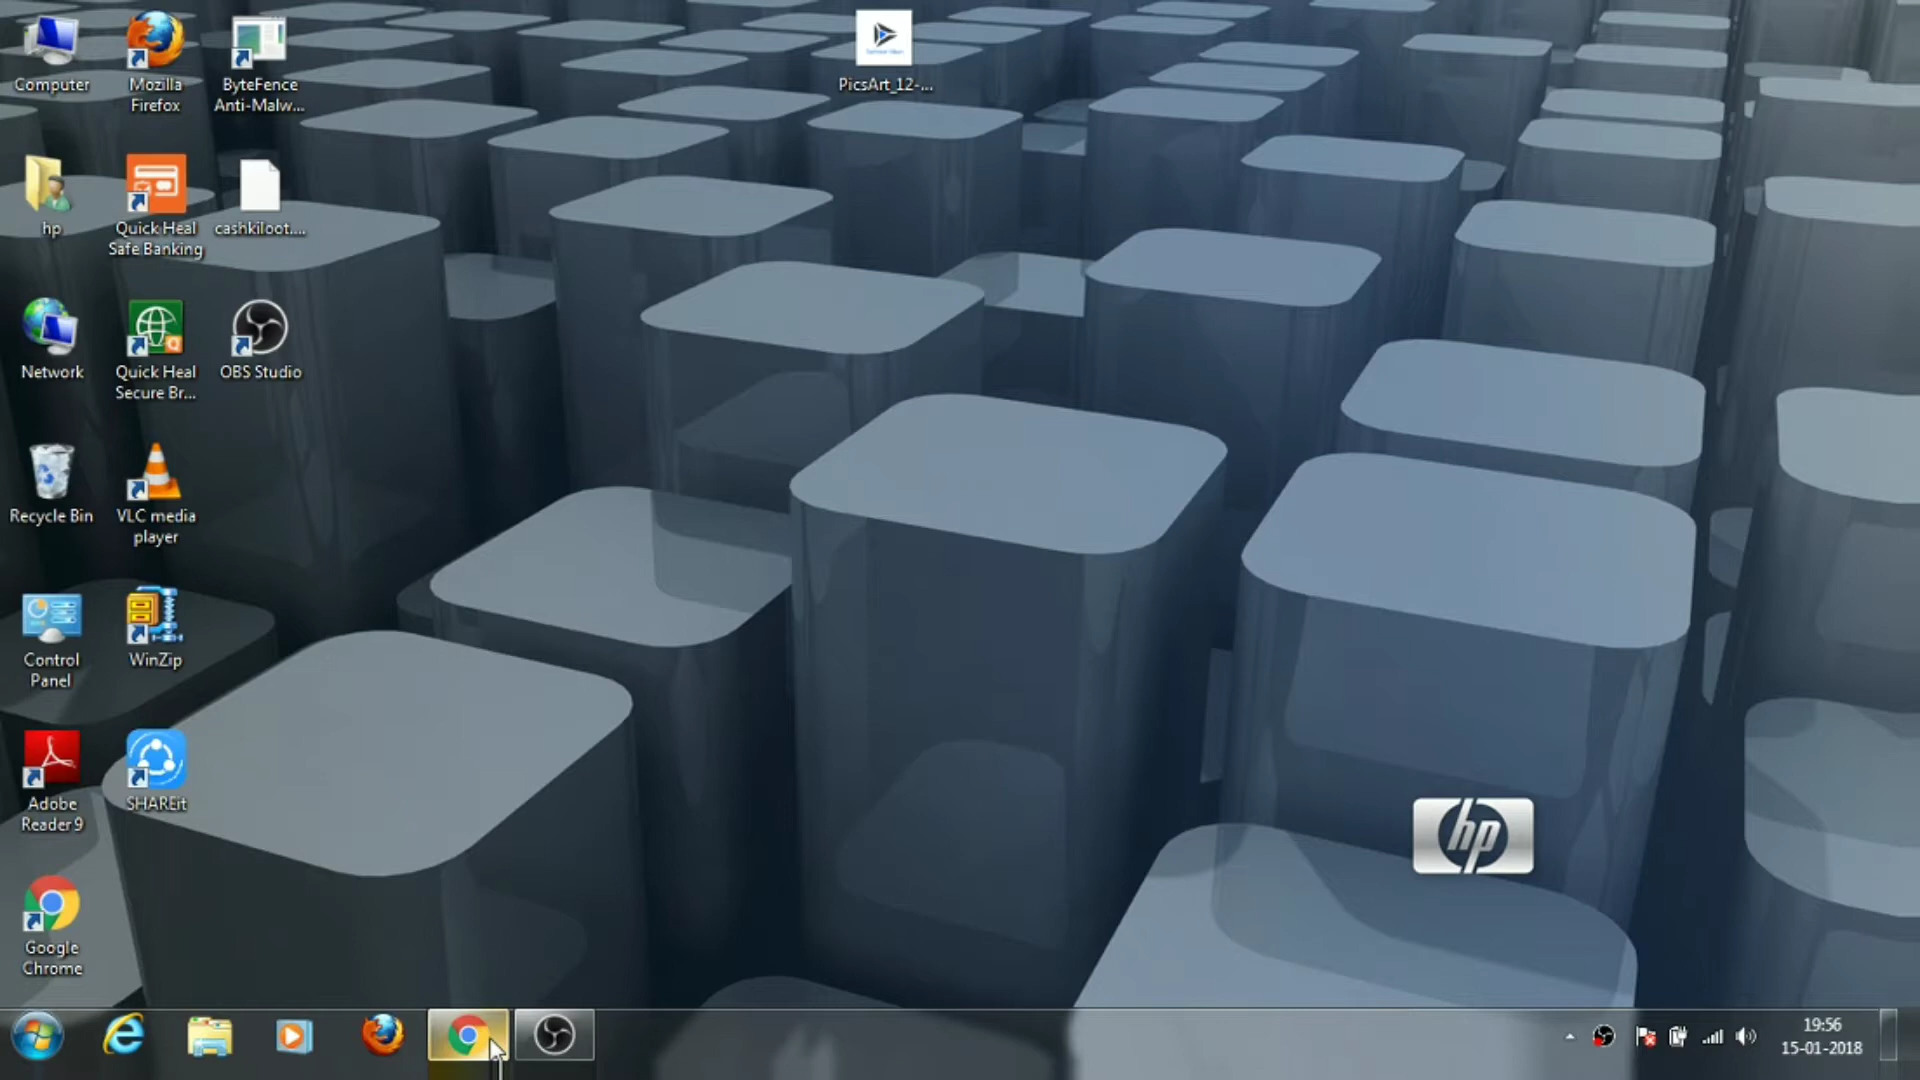 Computer
Mozilla
Firefox
ByteFence
Anti-Malw...
PicsArt_12-...
hp
Quick Heal
Safe Banking
cashkiloot....
Network
Quick Heal
Secure Br...
OBS Studio
Recycle Bin
VLC media
player
Control
Panel
WinZip
Adobe
Reader 9
SHAREit
hp
Google
Chrome
19:56
15-01-2018